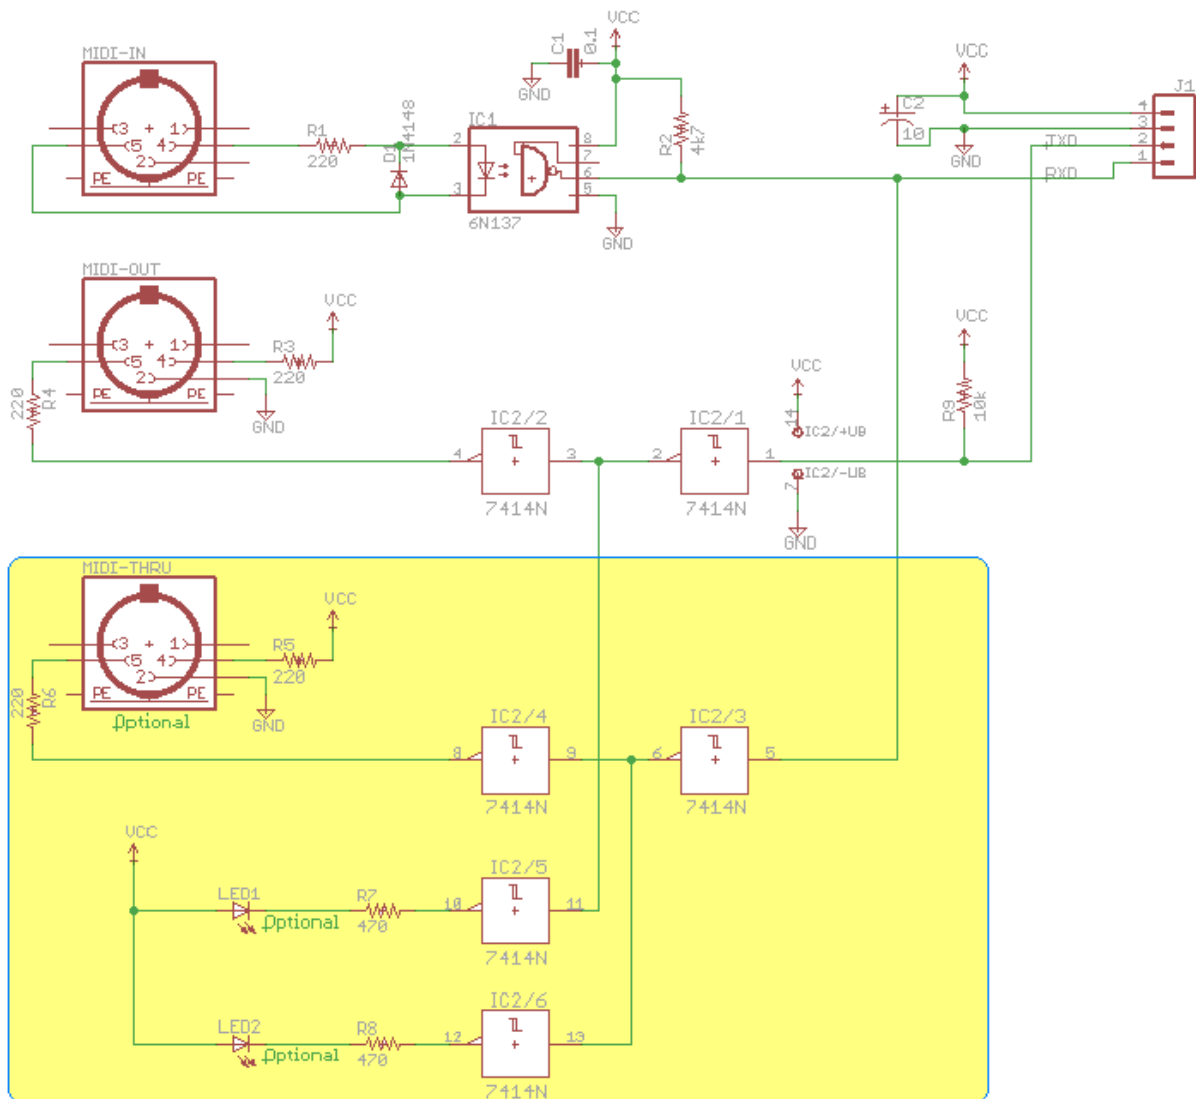 VCC
MIDI-IN
C1
0.1
GND
VCC
J1
3 + 1
5 4
2
PE PE
R1
220
D1
1N4148
IC1
2
3
8
7
6
5
6N137
R2
4k7
C2
+
10
GND
4
3
2
1
TXD
RXD
GND
MIDI-OUT
3 + 1
5 4
2
PE PE
VCC
R3
220
GND
220
R4
VCC
VCC
R9
10k
IC2/2
4
+
3
7414N
IC2/1
2
+
1
7414N
14
IC2/+UB
IC2/-UB
7
GND
MIDI-THRU
3 + 1
5 4
2
PE PE
Optional
VCC
R5
220
GND
220
R6
IC2/4
8
+
9
7414N
IC2/3
6
+
5
7414N
VCC
LED1
Optional
R7
470
IC2/5
10
+
11
7414N
LED2
Optional
R8
470
IC2/6
12
+
13
7414N